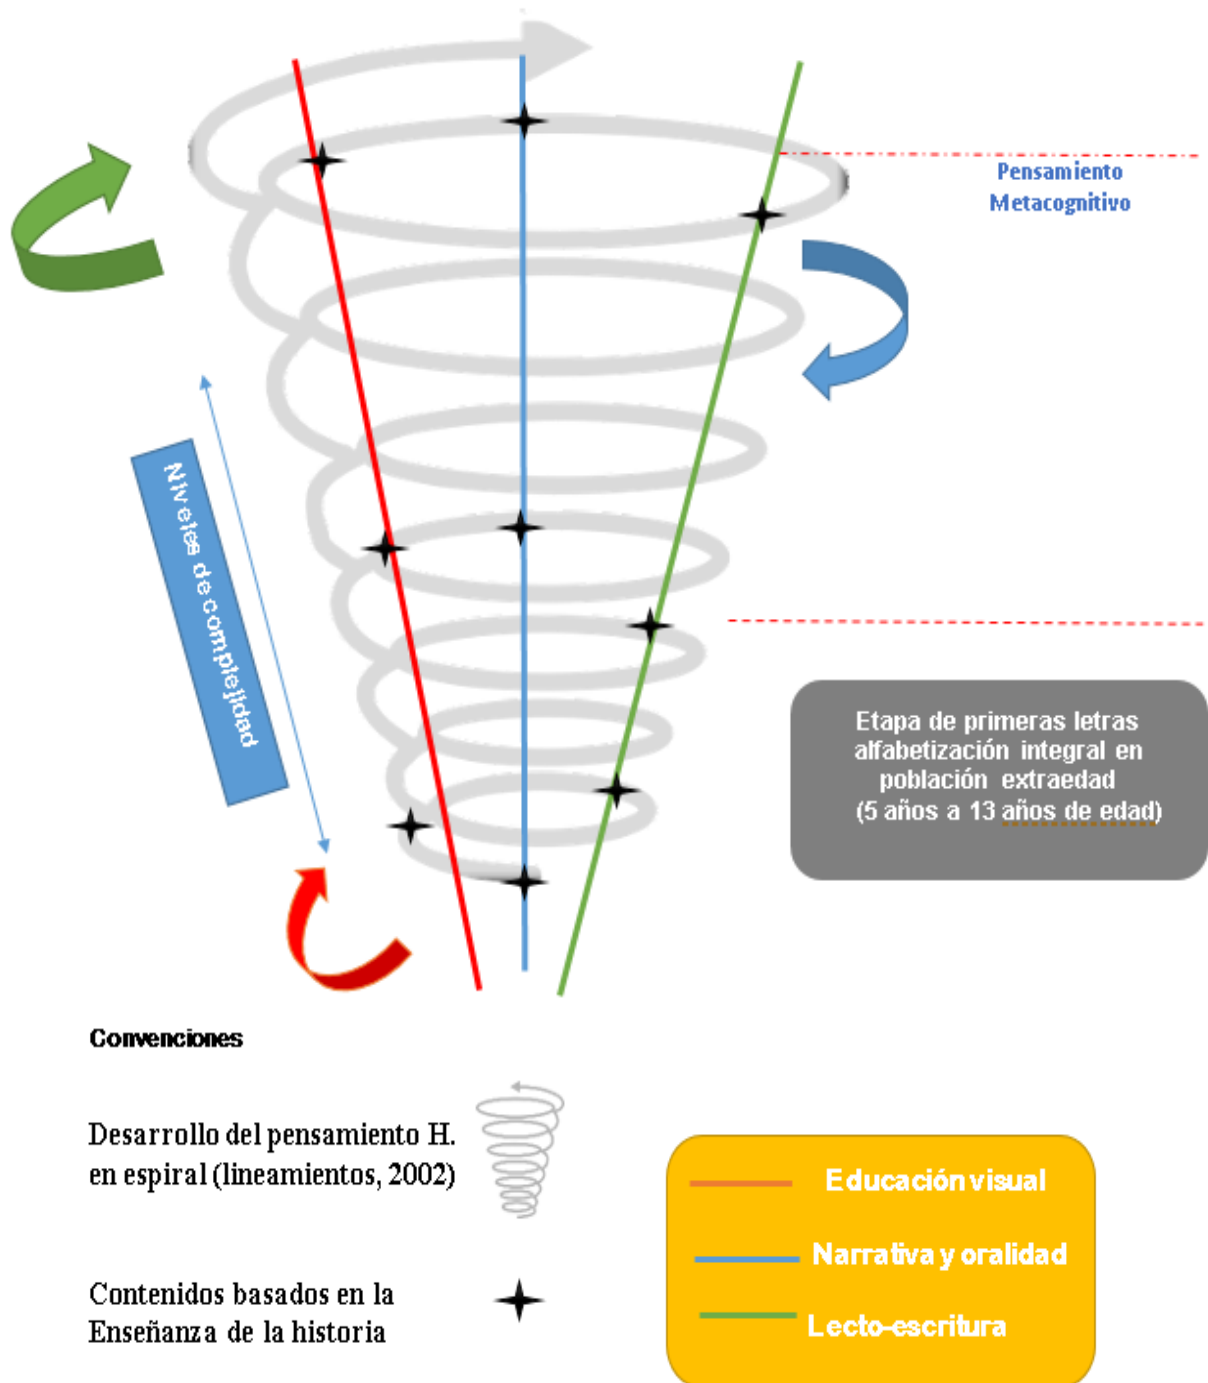 Pensamiento
Metacognitivo
Niveles de complejidad
Etapa de primeras letras
alfabetización integral en
población extraedad
(5 años a 13 años de edad)
Convenciones
Desarrollo del pensamiento H.
en espiral (lineamientos, 2002)
Contenidos basados en la
Enseñanza de la historia
Educación visual
Narrativa y oralidad
Lecto-escritura